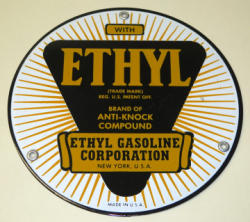 WITH
ETHYL
(TRADE MARK)
REG. U.S. PATENT OFF.
BRAND OF
ANTI-KNOCK
COMPOUND
ETHYL GASOLINE
CORPORATION
NEW YORK, U.S.A.
MADE IN U.S.A.